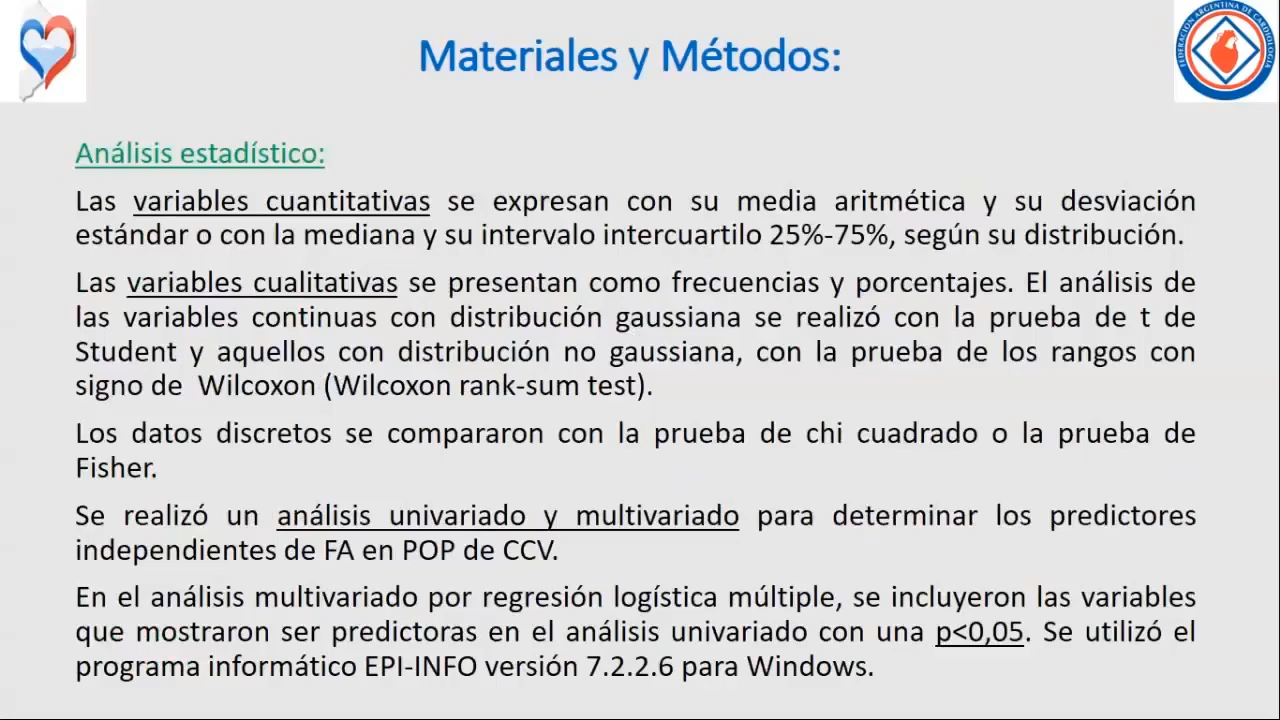 Materiales y Métodos:
FEDERACIÓN ARGENTINA DE CARDIOLOGÍA
Análisis estadístico:
Las variables cuantitativas se expresan con su media aritmética y su desviación
estándar o con la mediana y su intervalo intercuartilo 25%-75%, según su distribución.
Las variables cualitativas se presentan como frecuencias y porcentajes. El análisis de
las variables continuas con distribución gaussiana se realizó con la prueba de t de
Student y aquellos con distribución no gaussiana, con la prueba de los rangos con
signo de Wilcoxon (Wilcoxon rank-sum test).
Los datos discretos se compararon con la prueba de chi cuadrado o la prueba de
Fisher.
Se realizó un análisis univariado y multivariado para determinar los predictores
independientes de FA en POP de CCV.
En el análisis multivariado por regresión logística múltiple, se incluyeron las variables
que mostraron ser predictoras en el análisis univariado con una p<0,05. Se utilizó el
programa informático EPI-INFO versión 7.2.2.6 para Windows.